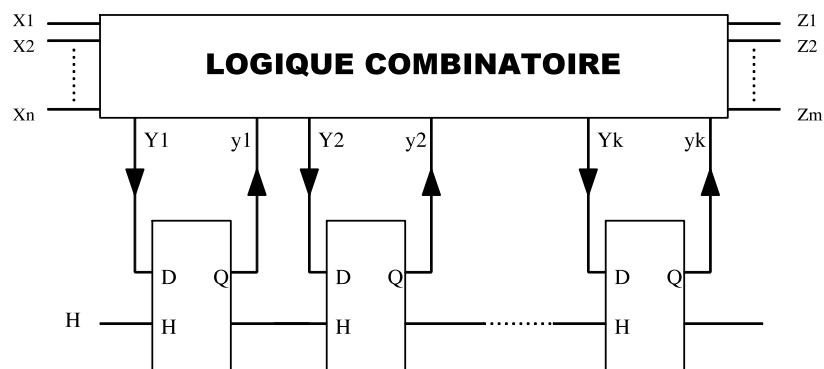 X1 Z1
X2 LOGIQUE COMBINATOIRE Z2
Xn Zm
Y1 y1 Y2 y2 Yk yk
D Q D Q D Q
H H H H